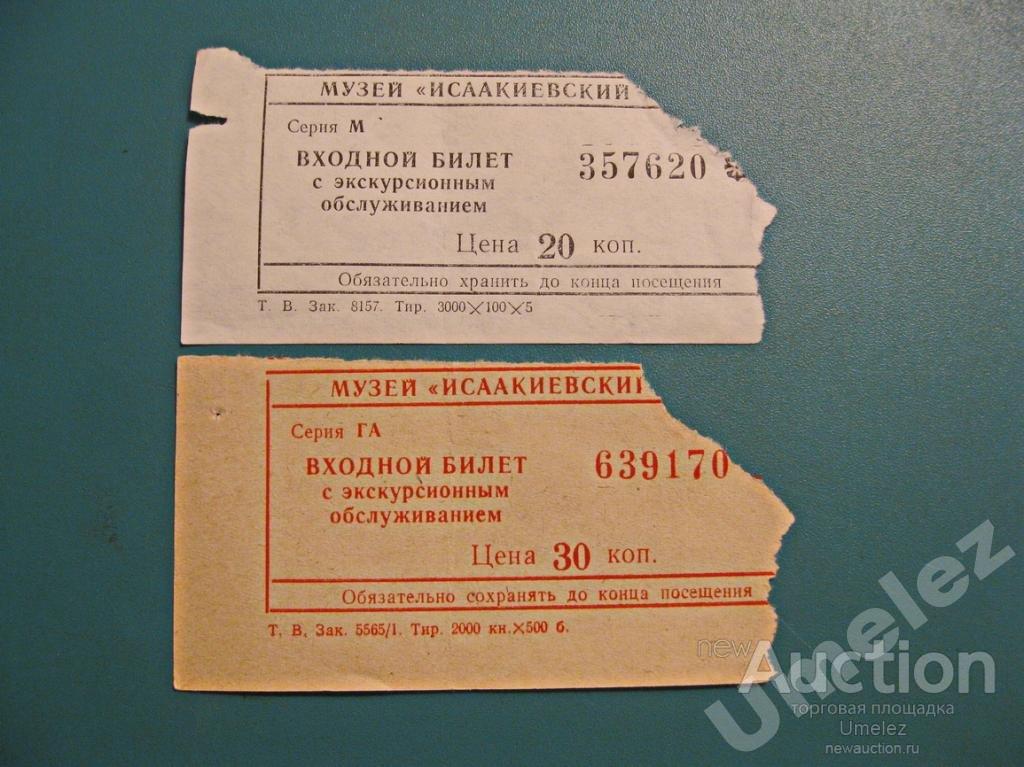 МУЗЕЙ «ИСААКИЕВСКИЙ
Серия М
ВХОДНОЙ БИЛЕТ 357620
с экскурсионным
обслуживанием
Цена 20 коп.
Обязательно хранить до конца посещения
Т. В. Зак. 8157. Тир. 3000×100×5
МУЗЕЙ «ИСААКИЕВСКИЙ
Серия ГА
ВХОДНОЙ БИЛЕТ 639170
с экскурсионным
обслуживанием
Цена 30 коп.
Обязательно сохранять до конца посещения
Т. В. Зак. 5565/1. Тир. 2000 кн.×500 б.
Umelez
new
Auction
торговая площадка
Umelez
newauction.ru